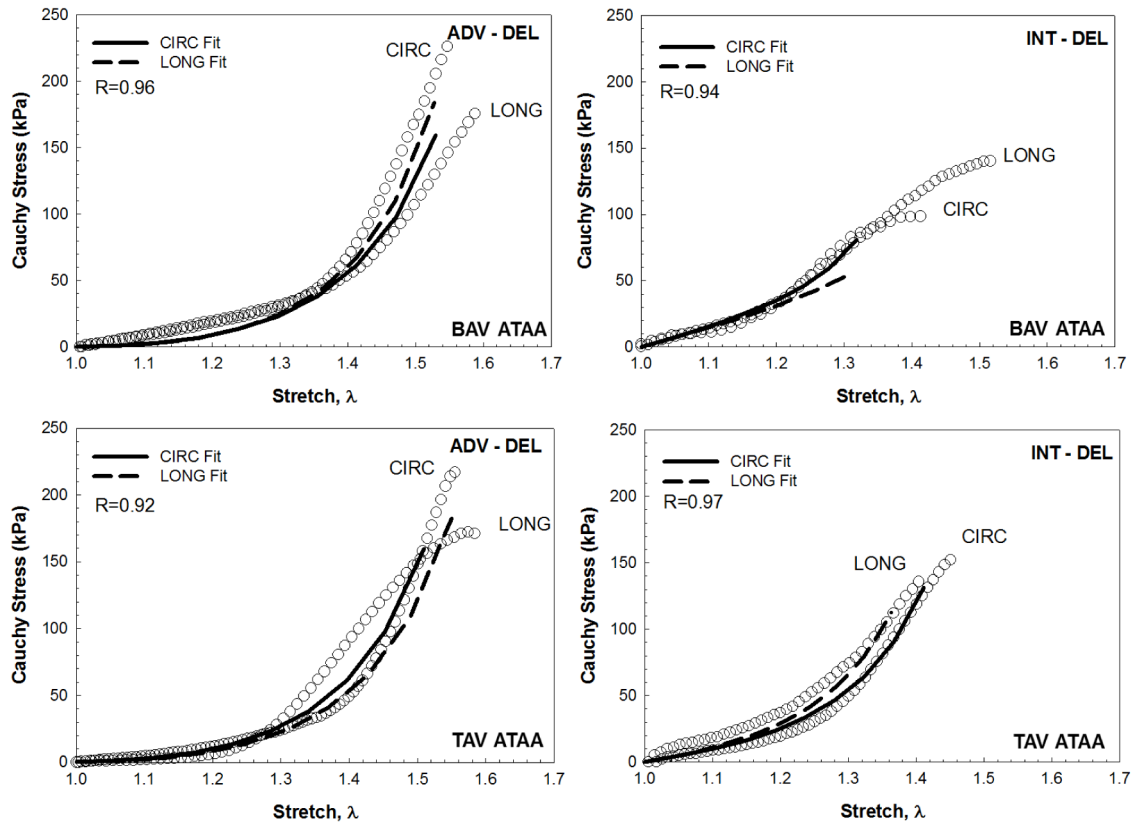 ADV - DEL
CIRC Fit
LONG Fit
R=0.96
CIRC
LONG
BAV ATAA
Cauchy Stress (kPa)
250
200
150
100
50
0
1.0 1.1 1.2 1.3 1.4 1.5 1.6 1.7
Stretch, λ
INT - DEL
CIRC Fit
LONG Fit
R=0.94
LONG
CIRC
BAV ATAA
Cauchy Stress (kPa)
250
200
150
100
50
0
1.0 1.1 1.2 1.3 1.4 1.5 1.6 1.7
Stretch, λ
ADV - DEL
CIRC Fit
LONG Fit
R=0.92
CIRC
LONG
TAV ATAA
Cauchy Stress (kPa)
250
200
150
100
50
0
1.0 1.1 1.2 1.3 1.4 1.5 1.6 1.7
Stretch, λ
INT - DEL
CIRC Fit
LONG Fit
R=0.97
CIRC
LONG
TAV ATAA
Cauchy Stress (kPa)
250
200
150
100
50
0
1.0 1.1 1.2 1.3 1.4 1.5 1.6 1.7
Stretch, λ